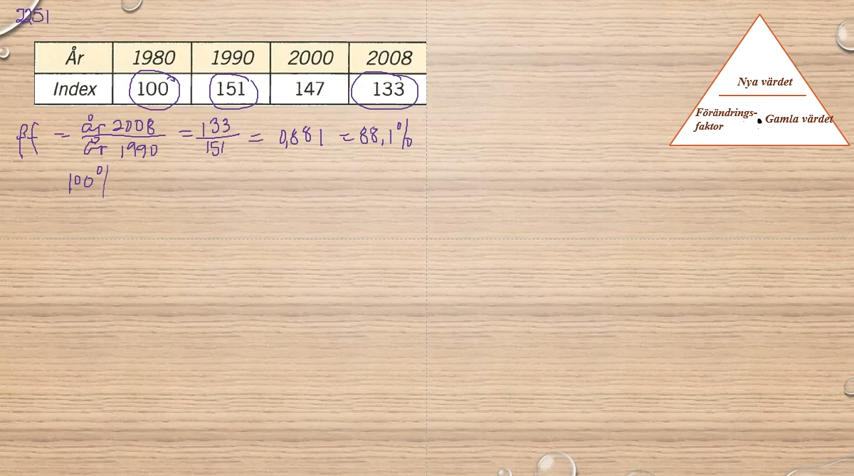 2251
År 1980 1990 2000 2008
Index 100 151 147 133
ff = år 2008 / år 1990 = 133 / 151 = 0,881 = 88,1%
100%
Nya värdet
Förändrings-
faktor • Gamla värdet